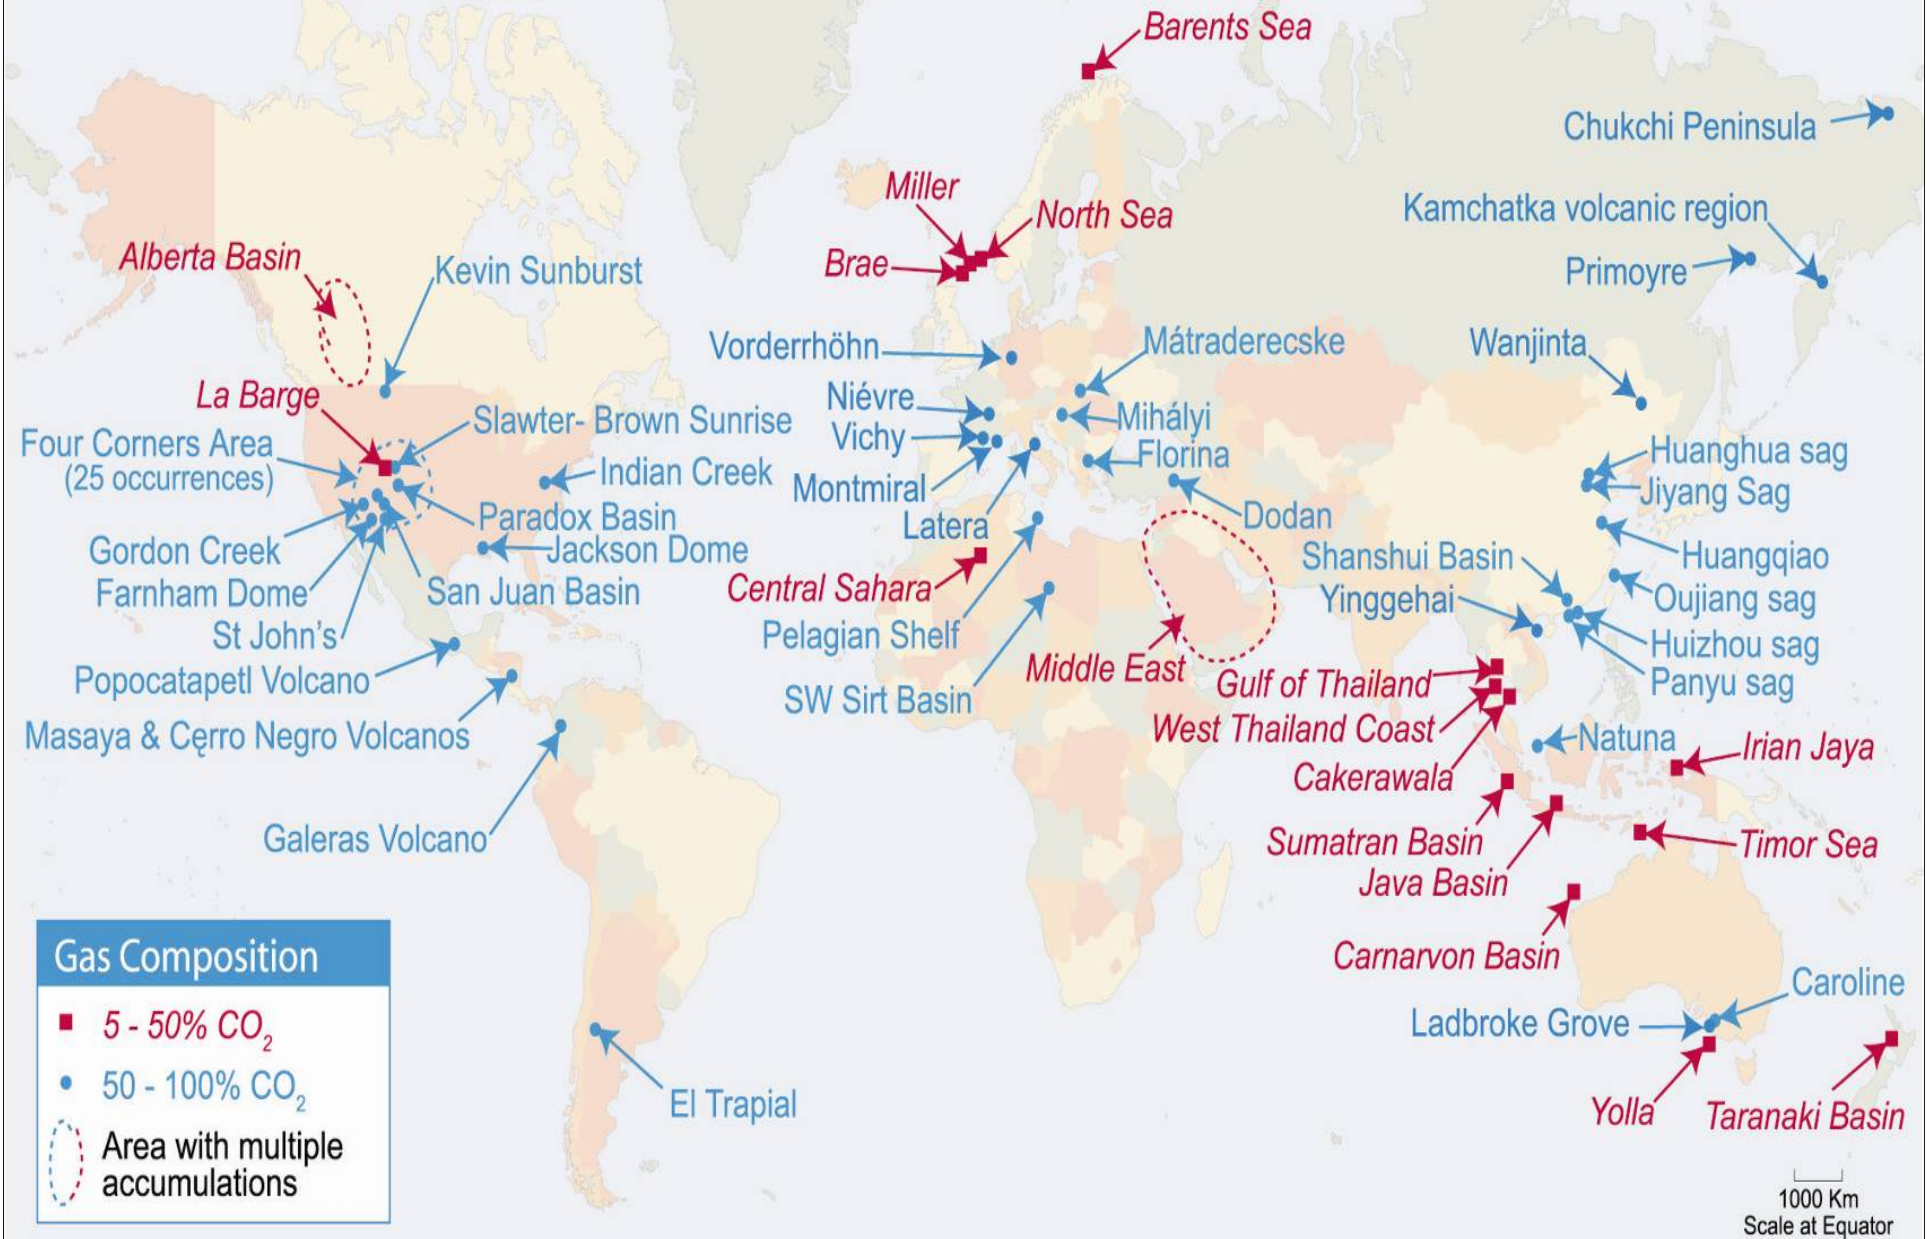 Barents Sea
Chukchi Peninsula
Miller
North Sea
Kamchatka volcanic region
Alberta Basin
Kevin Sunburst
Brae
Primoyre
Vorderrhöhn
Mátraderecske
Wanjinta
La Barge
Niévre
Slawter- Brown Sunrise
Mihályi
Four Corners Area
(25 occurrences)
Vichy
Florina
Huanghua sag
Indian Creek
Montmiral
Jiyang Sag
Paradox Basin
Latera
Dodan
Gordon Creek
Jackson Dome
Shanshui Basin
Huangqiao
Farnham Dome
San Juan Basin
Central Sahara
Yinggehai
Oujiang sag
St John's
Pelagian Shelf
Huizhou sag
Popocatapetl Volcano
Middle East
Gulf of Thailand
Panyu sag
SW Sirt Basin
Masaya & Cęrro Negro Volcanos
West Thailand Coast
Natuna
Irian Jaya
Cakerawala
Galeras Volcano
Sumatran Basin
Timor Sea
Java Basin
Carnarvon Basin
Caroline
Ladbroke Grove
El Trapial
Yolla
Taranaki Basin
Gas Composition
5 - 50% CO2
50 - 100% CO2
Area with multiple
accumulations
1000 Km
Scale at Equator